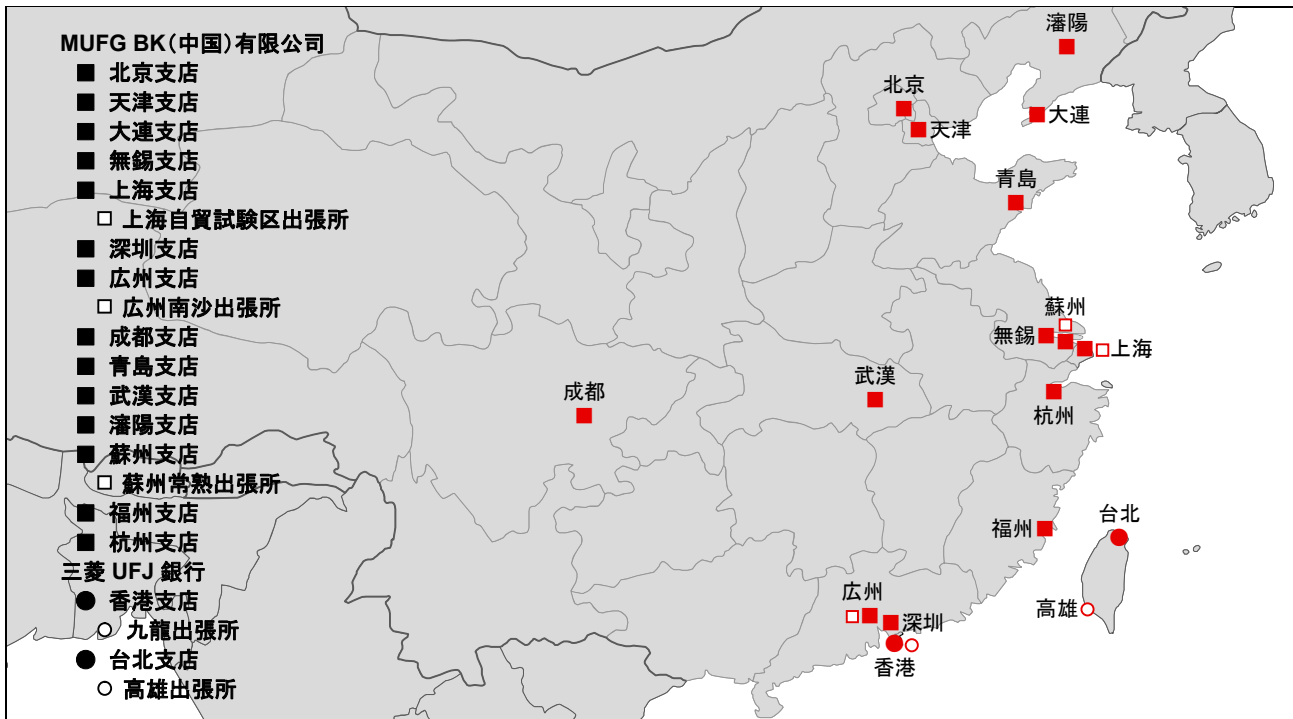 MUFG BK（中国）有限公司
■ 北京支店
■ 天津支店
■ 大連支店
■ 無錫支店
■ 上海支店
□ 上海自貿試験区出張所
■ 深圳支店
■ 広州支店
□ 広州南沙出張所
■ 成都支店
■ 青島支店
■ 武漢支店
■ 瀋陽支店
■ 蘇州支店
□ 蘇州常熟出張所
■ 福州支店
■ 杭州支店
三菱 UFJ 銀行
● 香港支店
○ 九龍出張所
● 台北支店
○ 高雄出張所
瀋陽
北京
大連
天津
青島
蘇州
無錫
上海
武漢
成都
杭州
福州
台北
広州
高雄
深圳
香港